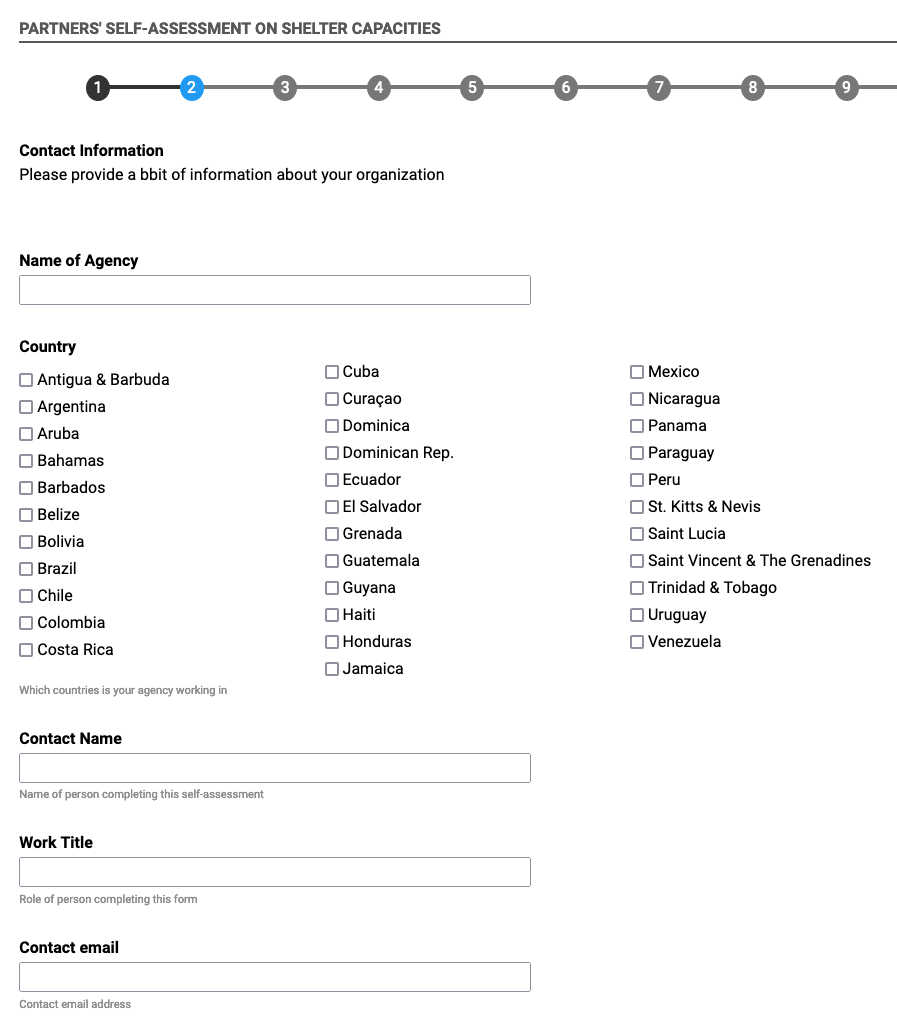 PARTNERS' SELF-ASSESSMENT ON SHELTER CAPACITIES
1 2 3 4 5 6 7 8 9
Contact Information
Please provide a bbit of information about your organization
Name of Agency
Country
Antigua & Barbuda
Argentina
Aruba
Bahamas
Barbados
Belize
Bolivia
Brazil
Chile
Colombia
Costa Rica
Cuba
Curaçao
Dominica
Dominican Rep.
Ecuador
El Salvador
Grenada
Guatemala
Guyana
Haiti
Honduras
Jamaica
Mexico
Nicaragua
Panama
Paraguay
Peru
St. Kitts & Nevis
Saint Lucia
Saint Vincent & The Grenadines
Trinidad & Tobago
Uruguay
Venezuela
Which countries is your agency working in
Contact Name
Name of person completing this self-assessment
Work Title
Role of person completing this form
Contact email
Contact email address